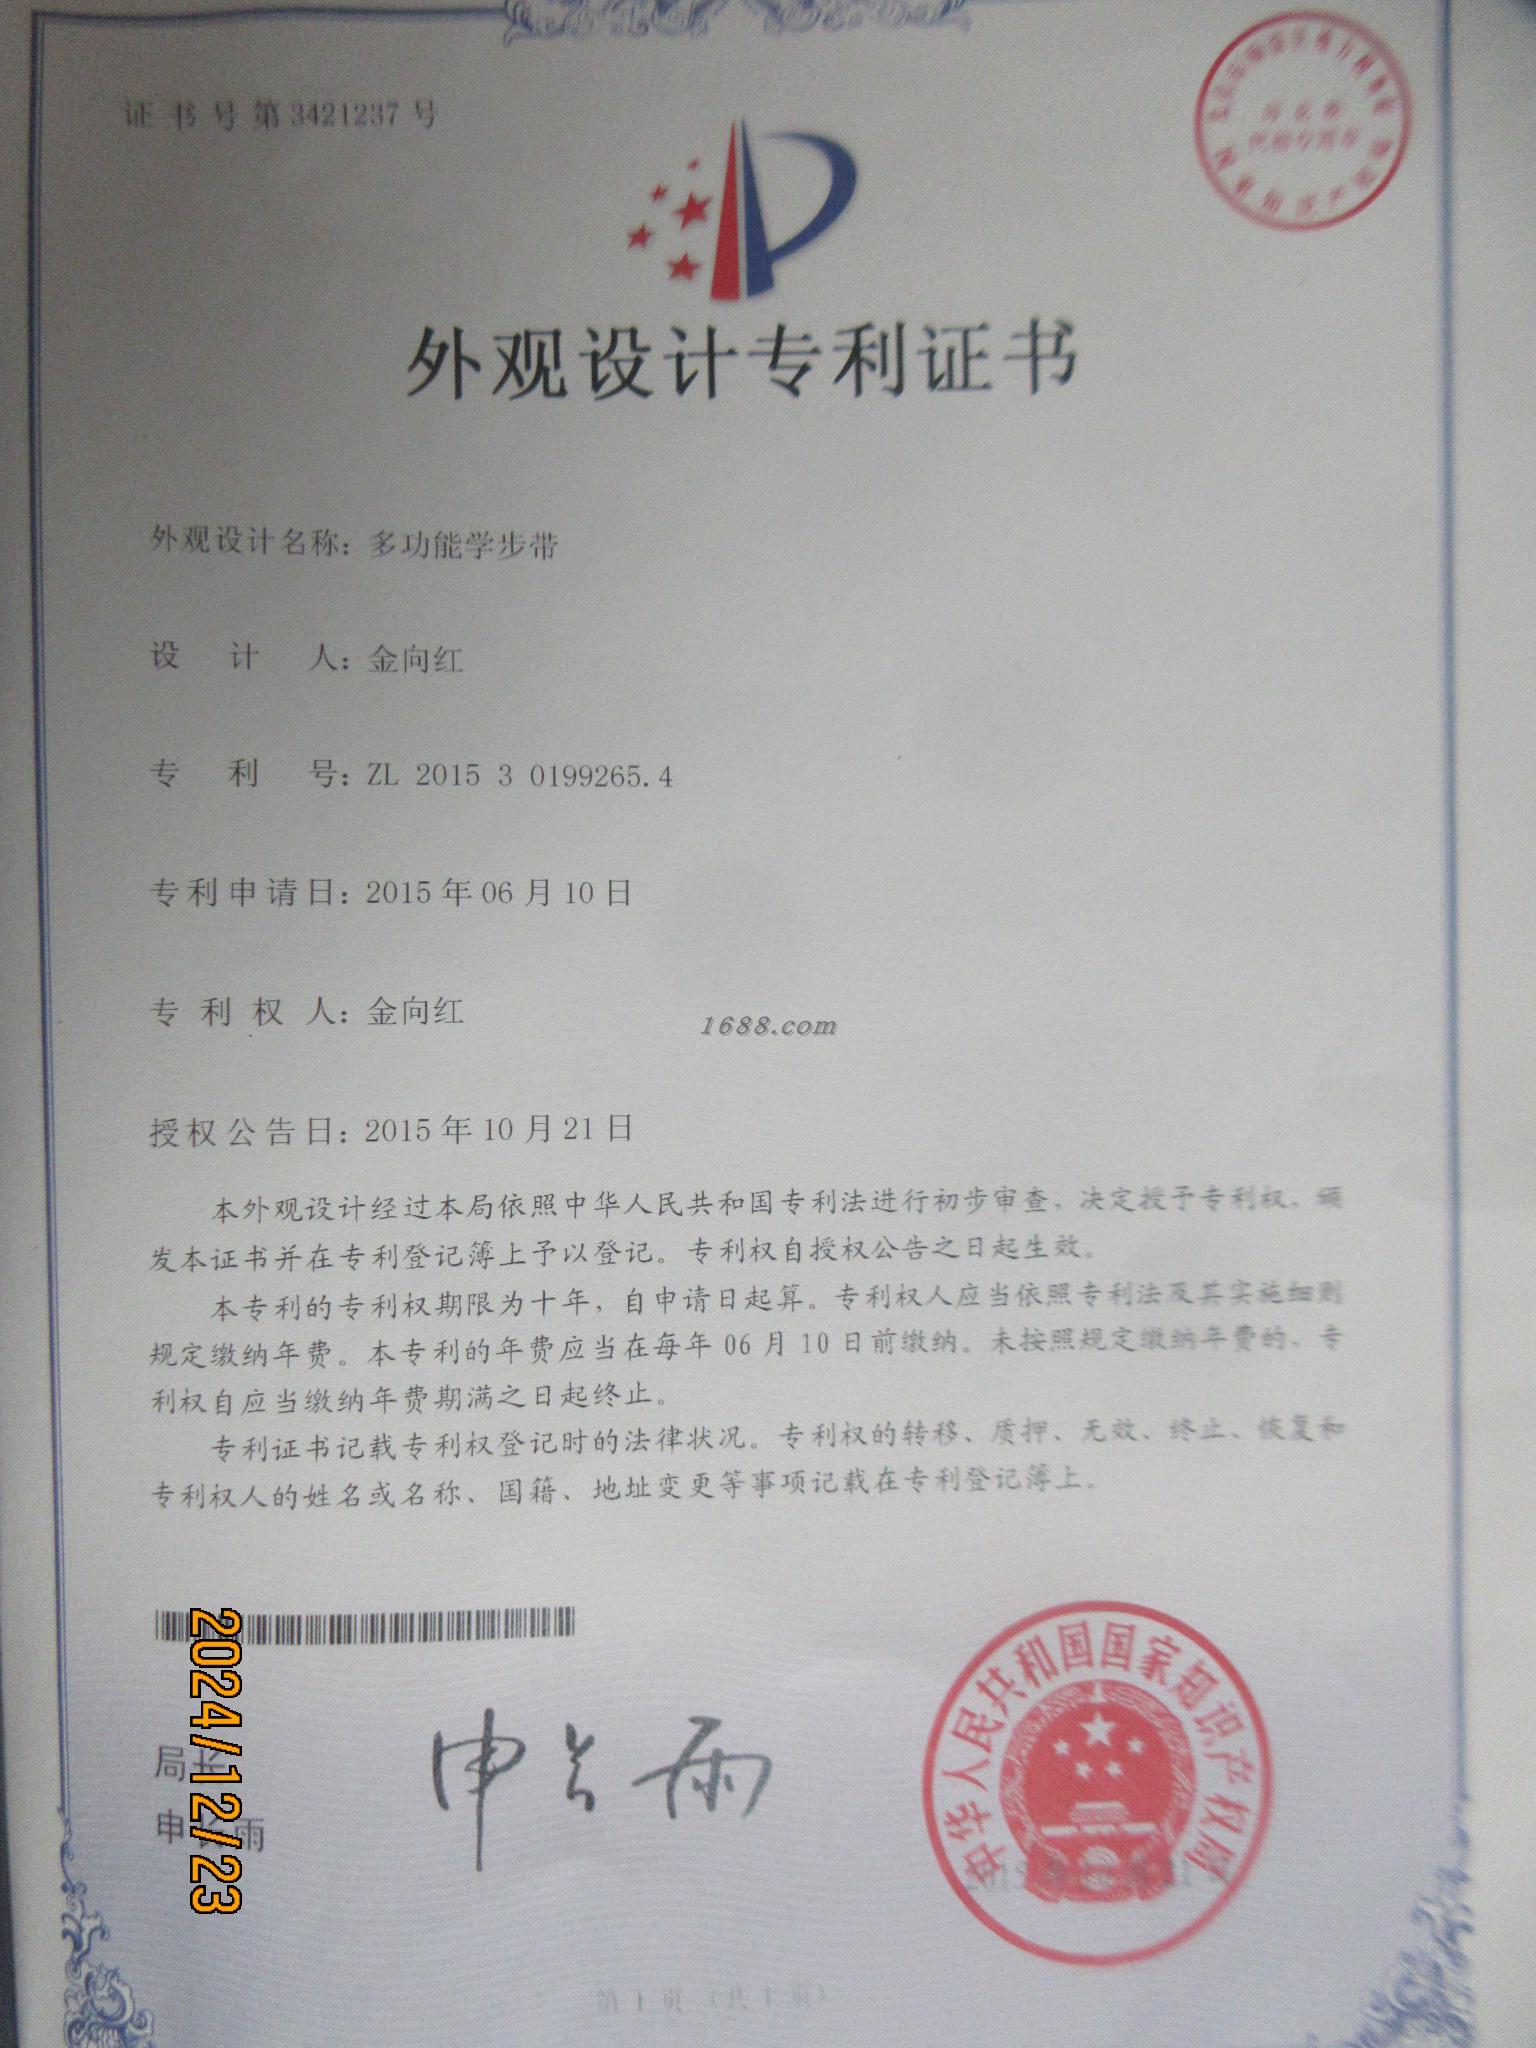 证书号第3421237号
外观设计专利证书
外观设计名称：多功能学步带
设计人：金向红
专利号：ZL 2015 3 0199265.4
专利申请日：2015年06月10日
专利权人：金向红
1688.com
授权公告日：2015年10月21日
本外观设计经过本局依照中华人民共和国专利法进行初步审查，决定授予专利权，颁
发本证书并在专利登记簿上予以登记。专利权自授权公告之日起生效。
本专利的专利权期限为十年，自申请日起算。专利权人应当依照专利法及其实施细则
规定缴纳年费。本专利的年费应当在每年06月10日前缴纳。未按照规定缴纳年费的，专
利权自应当缴纳年费期满之日起终止。
专利证书记载专利权登记时的法律状况。专利权的转移、质押、无效、终止、恢复和
专利权人的姓名或名称、国籍、地址变更等事项记载在专利登记簿上。
2024/12/23
局长
申长雨
申长雨
中华人民共和国国家知识产权局
第1页（共1页）